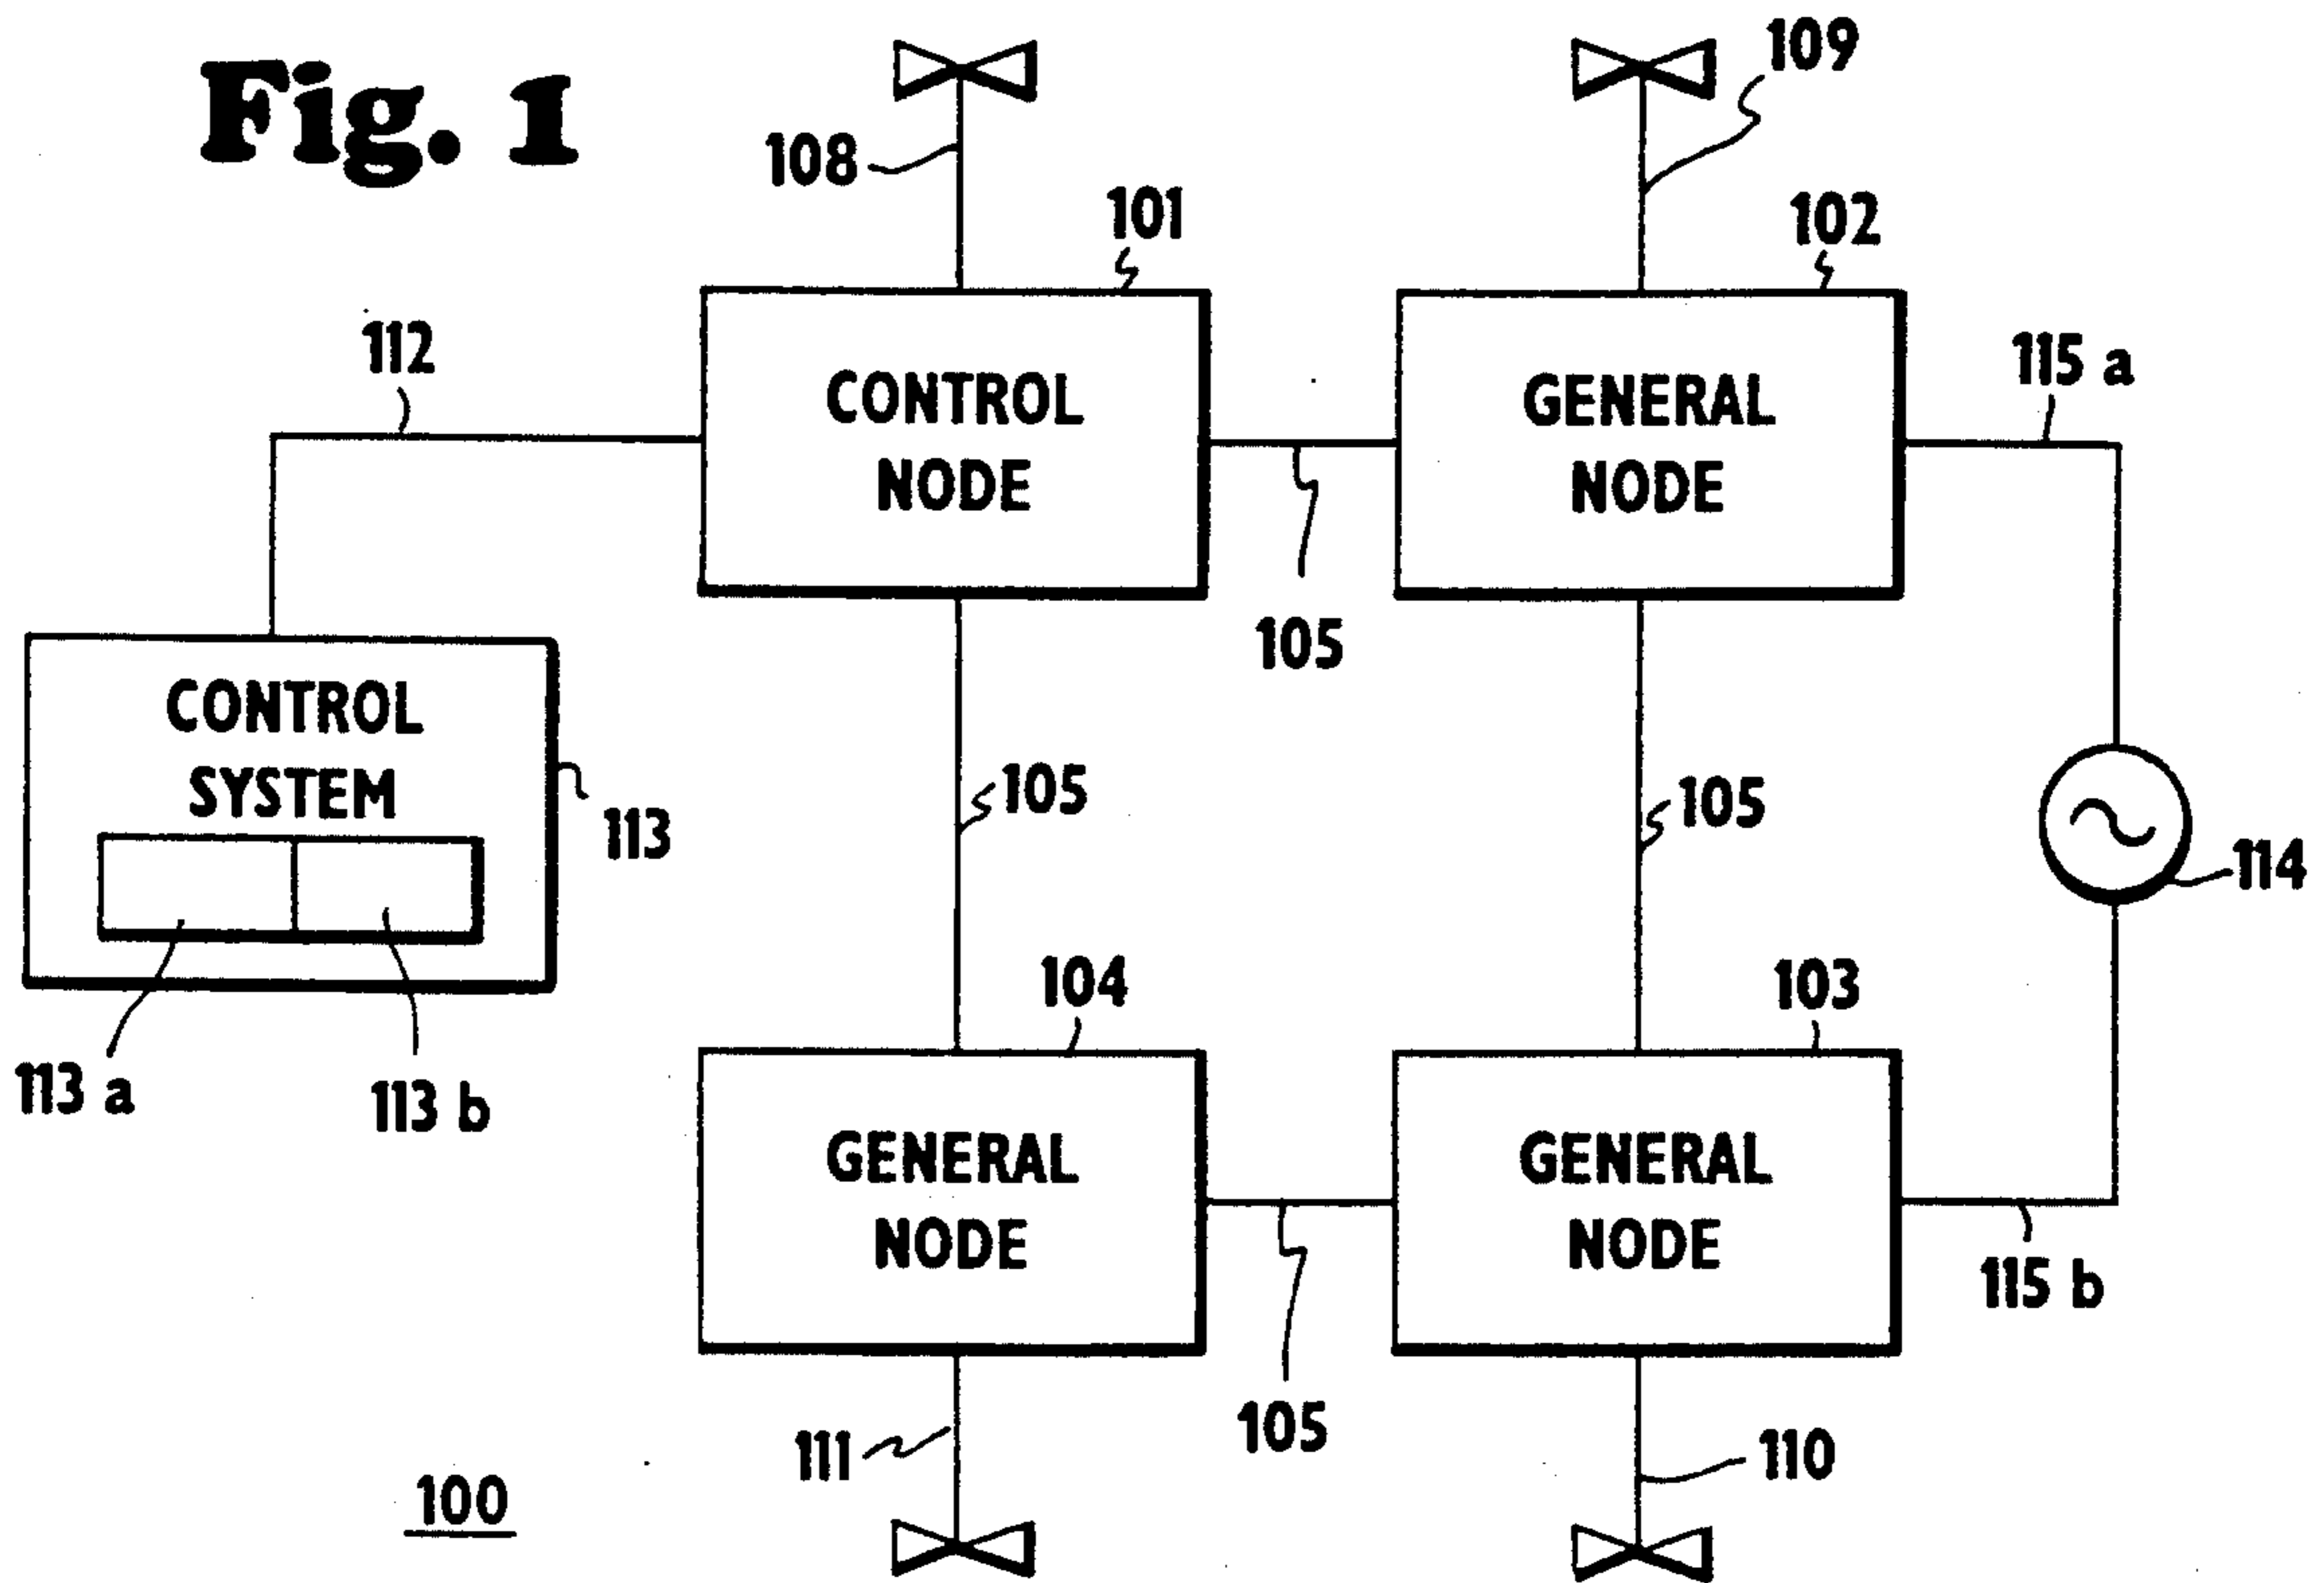 Fig. 1
109
108
101
102
112
115 a
CONTROL
NODE
GENERAL
NODE
105
CONTROL
SYSTEM
113
105
105
114
104
103
113 a
113 b
GENERAL
NODE
GENERAL
NODE
115 b
105
111
110
100